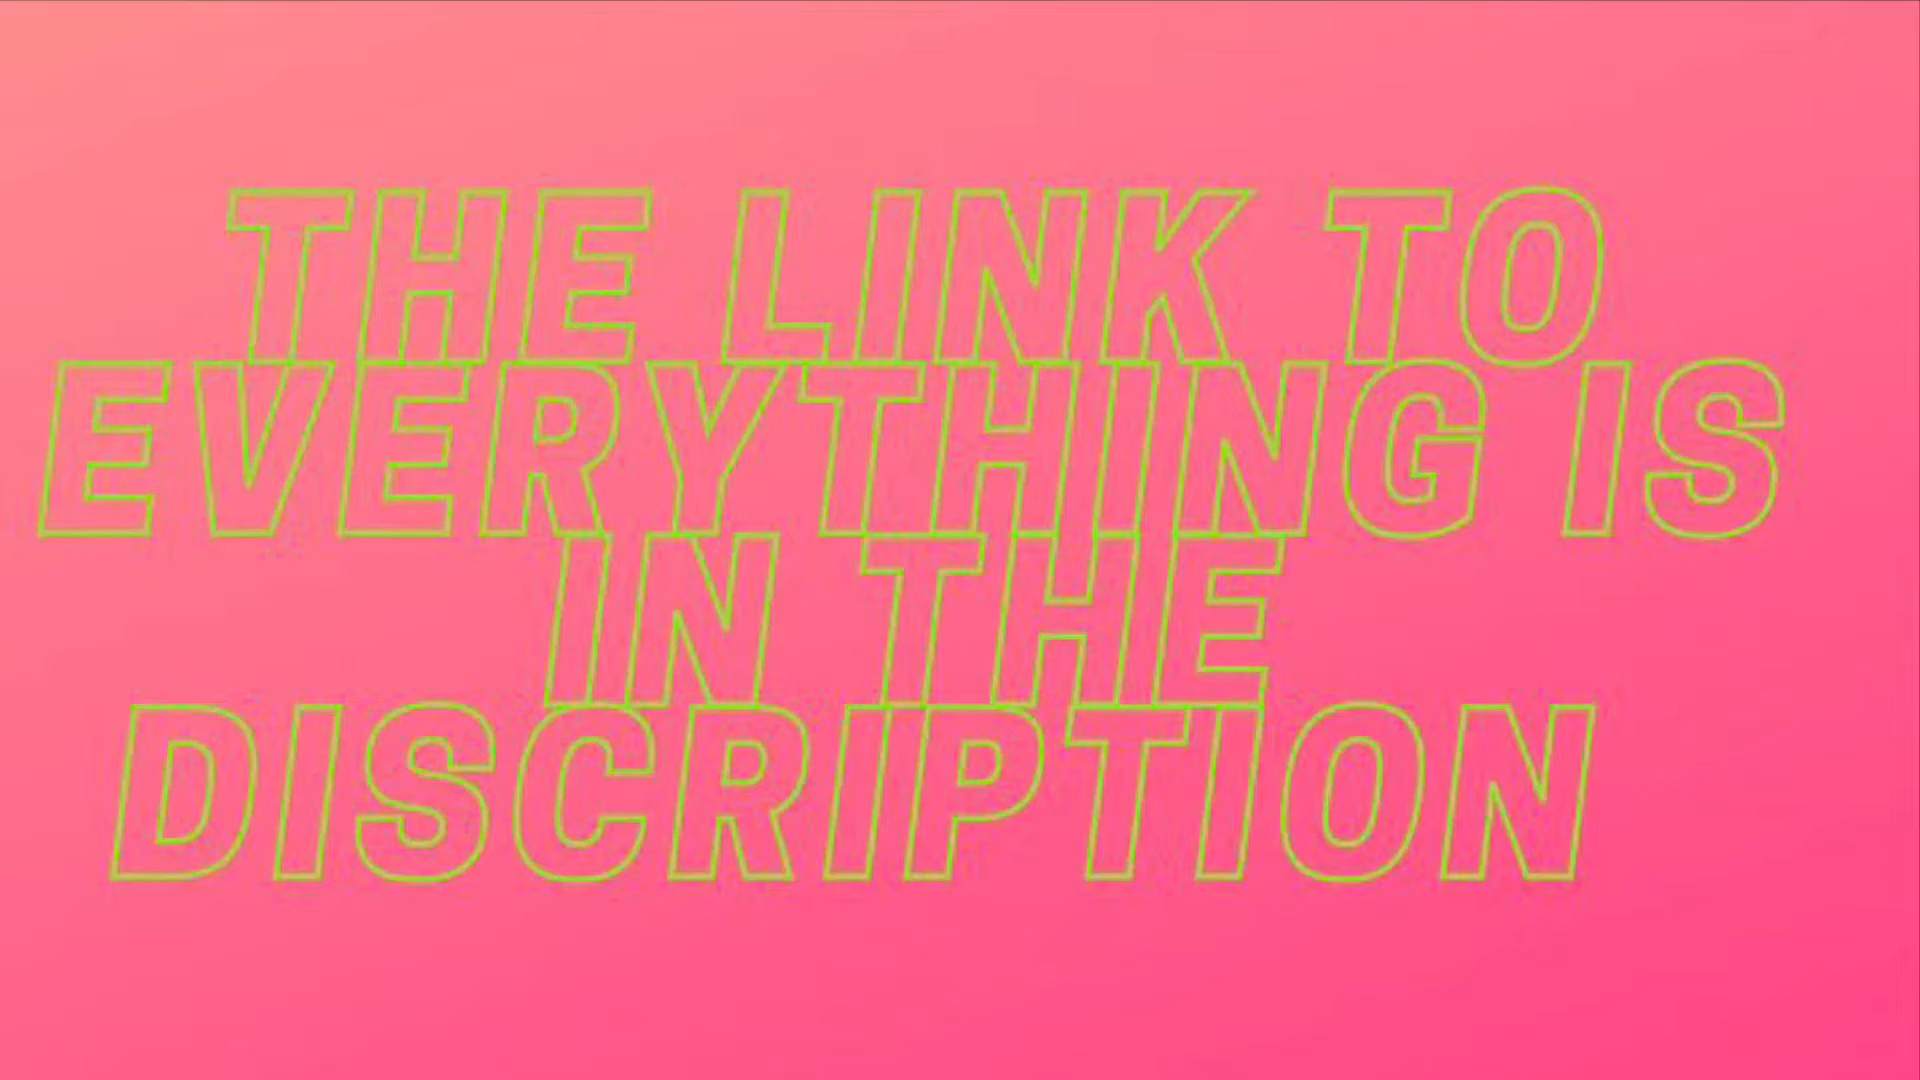 THE LINK TO
EVERYTHING IS
IN THE
DISCRIPTION